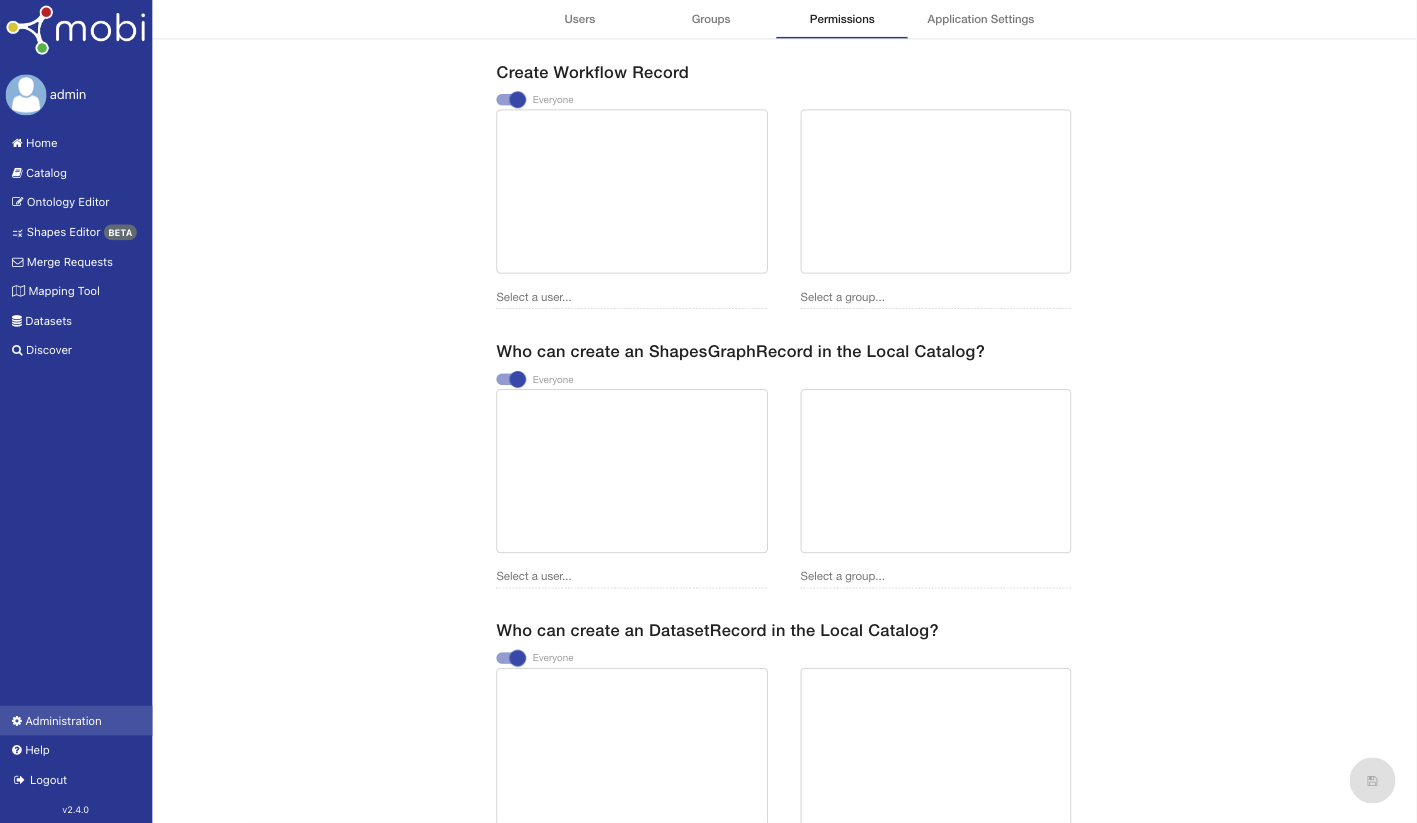 mobi
admin
Home
Catalog
Ontology Editor
Shapes Editor BETA
Merge Requests
Mapping Tool
Datasets
Discover
Administration
Help
Logout
v2.4.0
Users Groups Permissions Application Settings
Create Workflow Record
Everyone
Select a user... Select a group...
Who can create an ShapesGraphRecord in the Local Catalog?
Everyone
Select a user... Select a group...
Who can create an DatasetRecord in the Local Catalog?
Everyone